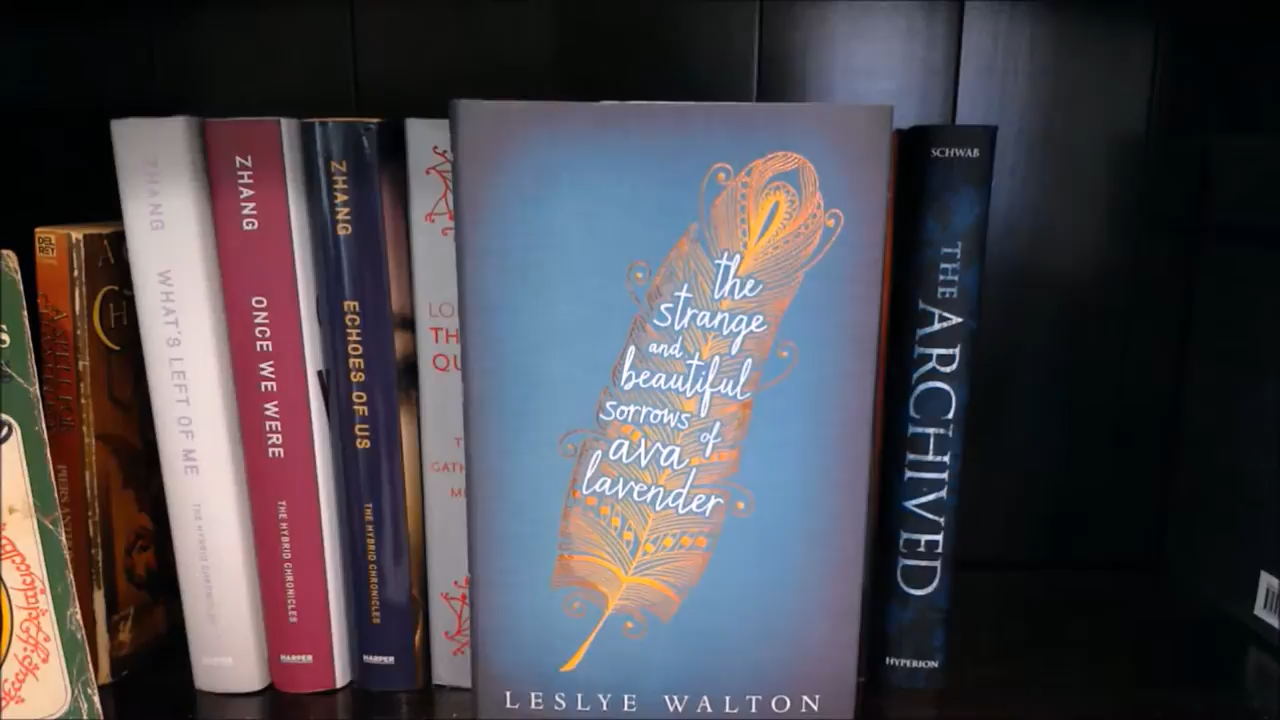 DEL
REY
ZHANG
WHAT'S LEFT OF ME
ZHANG
ONCE WE WERE
THE HYBRID CHRONICLES
HARPER
ZHANG
ECHOES OF US
THE HYBRID CHRONICLES
HARPER
the
strange
and
beautiful
sorrows
of
ava
lavender
LESLYE WALTON
SCHWAB
THE ARCHIVED
HYPERION